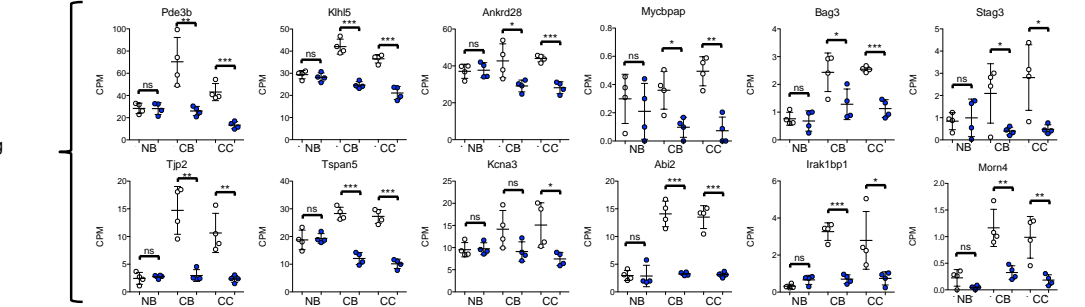 Pde3b Klhl5 Ankrd28 Mycbpap Bag3 Stag3
CPM 100 80 60 40 20 0 ns ** *** NB CB CC
CPM 50 40 30 20 10 0 ns *** *** NB CB CC
CPM 60 40 20 0 ns * *** NB CB CC
CPM 0.8 0.6 0.4 0.2 0.0 ns * ** NB CB CC
CPM 4 3 2 1 0 ns * *** NB CB CC
CPM 5 4 3 2 1 0 ns * * NB CB CC
g
Tjp2 Tspan5 Kcna3 Abi2 Irak1bp1 Morn4
CPM 20 15 10 5 0 ns ** ** NB CB CC
CPM 40 30 20 10 0 ns *** *** NB CB CC
CPM 25 20 15 10 5 0 ns ns * NB CB CC
CPM 20 15 10 5 0 ns *** *** NB CB CC
CPM 6 4 2 0 ns *** * NB CB CC
CPM 2.0 1.5 1.0 0.5 0.0 ns ** ** NB CB CC